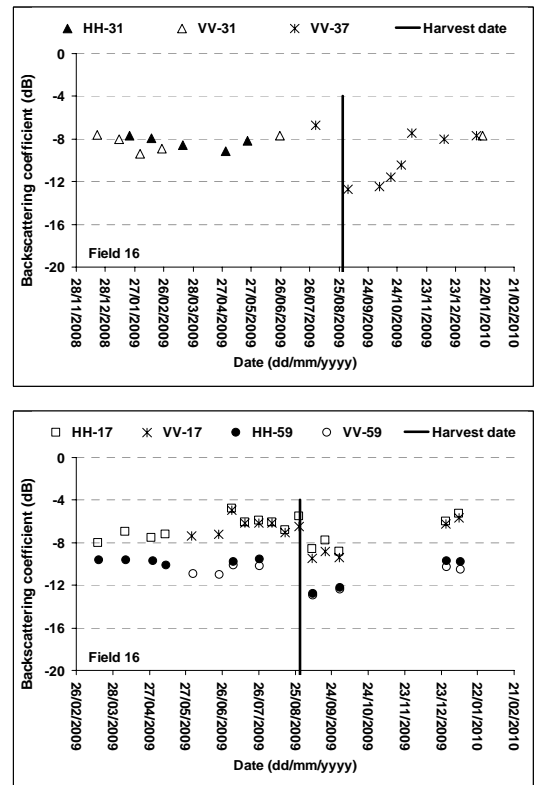 HH-31 VV-31 VV-37 Harvest date
Backscattering coefficient (dB)
0
-4
-8
-12
-16
-20
Field 16
28/11/2008 28/12/2008 27/01/2009 26/02/2009 28/03/2009 27/04/2009 27/05/2009 26/06/2009 26/07/2009 25/08/2009 24/09/2009 24/10/2009 23/11/2009 23/12/2009 22/01/2010 21/02/2010
Date (dd/mm/yyyy)
HH-17 VV-17 HH-59 VV-59 Harvest date
Backscattering coefficient (dB)
0
-4
-8
-12
-16
-20
Field 16
26/02/2009 28/03/2009 27/04/2009 27/05/2009 26/06/2009 26/07/2009 25/08/2009 24/09/2009 24/10/2009 23/11/2009 23/12/2009 22/01/2010 21/02/2010
Date (dd/mm/yyyy)